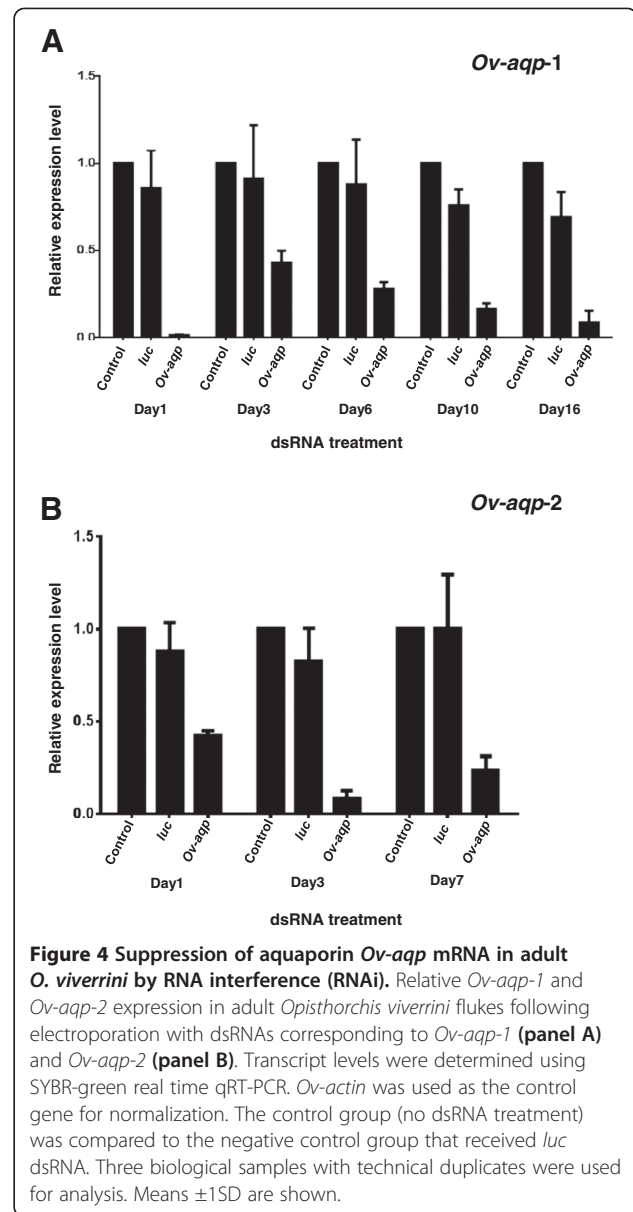 A
Ov-aqp-1
Relative expression level
1.5
1.0
0.5
0.0
Control luc Ov-aqp Control luc Ov-aqp Control luc Ov-aqp Control luc Ov-aqp Control luc Ov-aqp
Day1 Day3 Day6 Day10 Day16
dsRNA treatment
B
Ov-aqp-2
Relative expression level
1.5
1.0
0.5
0.0
Control luc Ov-aqp Control luc Ov-aqp Control luc Ov-aqp
Day1 Day3 Day7
dsRNA treatment
Figure 4 Suppression of aquaporin Ov-aqp mRNA in adult
O. viverrini by RNA interference (RNAi). Relative Ov-aqp-1 and
Ov-aqp-2 expression in adult Opisthorchis viverrini flukes following
electroporation with dsRNAs corresponding to Ov-aqp-1 (panel A)
and Ov-aqp-2 (panel B). Transcript levels were determined using
SYBR-green real time qRT-PCR. Ov-actin was used as the control
gene for normalization. The control group (no dsRNA treatment)
was compared to the negative control group that received luc
dsRNA. Three biological samples with technical duplicates were used
for analysis. Means ±1SD are shown.